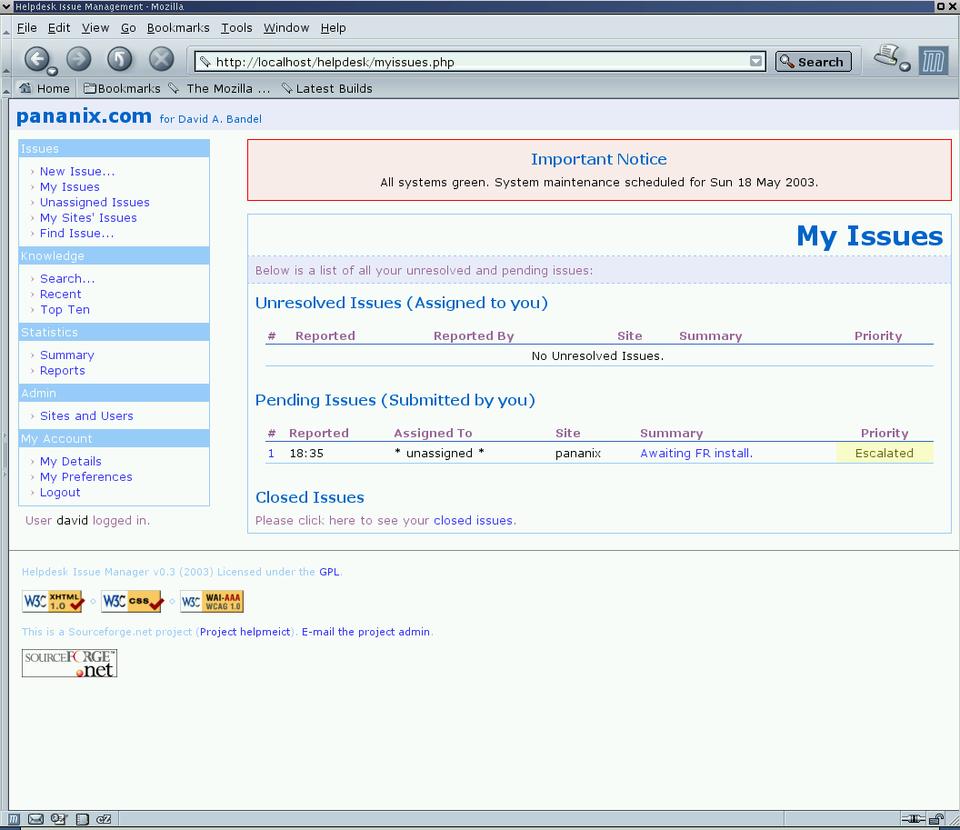 Helpdesk Issue Management - Mozilla
File Edit View Go Bookmarks Tools Window Help
http://localhost/helpdesk/myissues.php Search
Home Bookmarks The Mozilla ... Latest Builds
pananix.com for David A. Bandel
Issues
› New Issue...
› My Issues
› Unassigned Issues
› My Sites' Issues
› Find Issue...
Knowledge
› Search...
› Recent
› Top Ten
Statistics
› Summary
› Reports
Admin
› Sites and Users
My Account
› My Details
› My Preferences
› Logout
User david logged in.
Important Notice
All systems green. System maintenance scheduled for Sun 18 May 2003.
My Issues
Below is a list of all your unresolved and pending issues:
Unresolved Issues (Assigned to you)
# Reported Reported By Site Summary Priority
No Unresolved Issues.
Pending Issues (Submitted by you)
# Reported Assigned To Site Summary Priority
1 18:35 * unassigned * pananix Awaiting FR install. Escalated
Closed Issues
Please click here to see your closed issues.
Helpdesk Issue Manager v0.3 (2003) Licensed under the GPL.
W3C XHTML 1.0 ◇ W3C css ◇ W3C WAI-AAA WCAG 1.0
This is a Sourceforge.net project (Project helpmeict). E-mail the project admin.
SOURCEFORGE™
.net